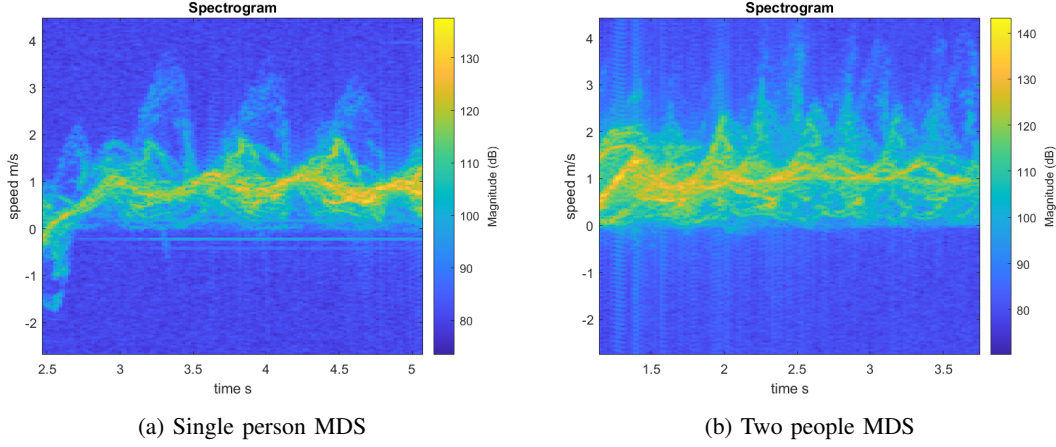 Spectrogram
4
3
2
1
0
-1
-2
speed m/s
2.5 3 3.5 4 4.5 5
time s
130
120
110
100
90
80
Magnitude (dB)
(a) Single person MDS
Spectrogram
4
3
2
1
0
-1
-2
speed m/s
1.5 2 2.5 3 3.5
time s
140
130
120
110
100
90
80
Magnitude (dB)
(b) Two people MDS